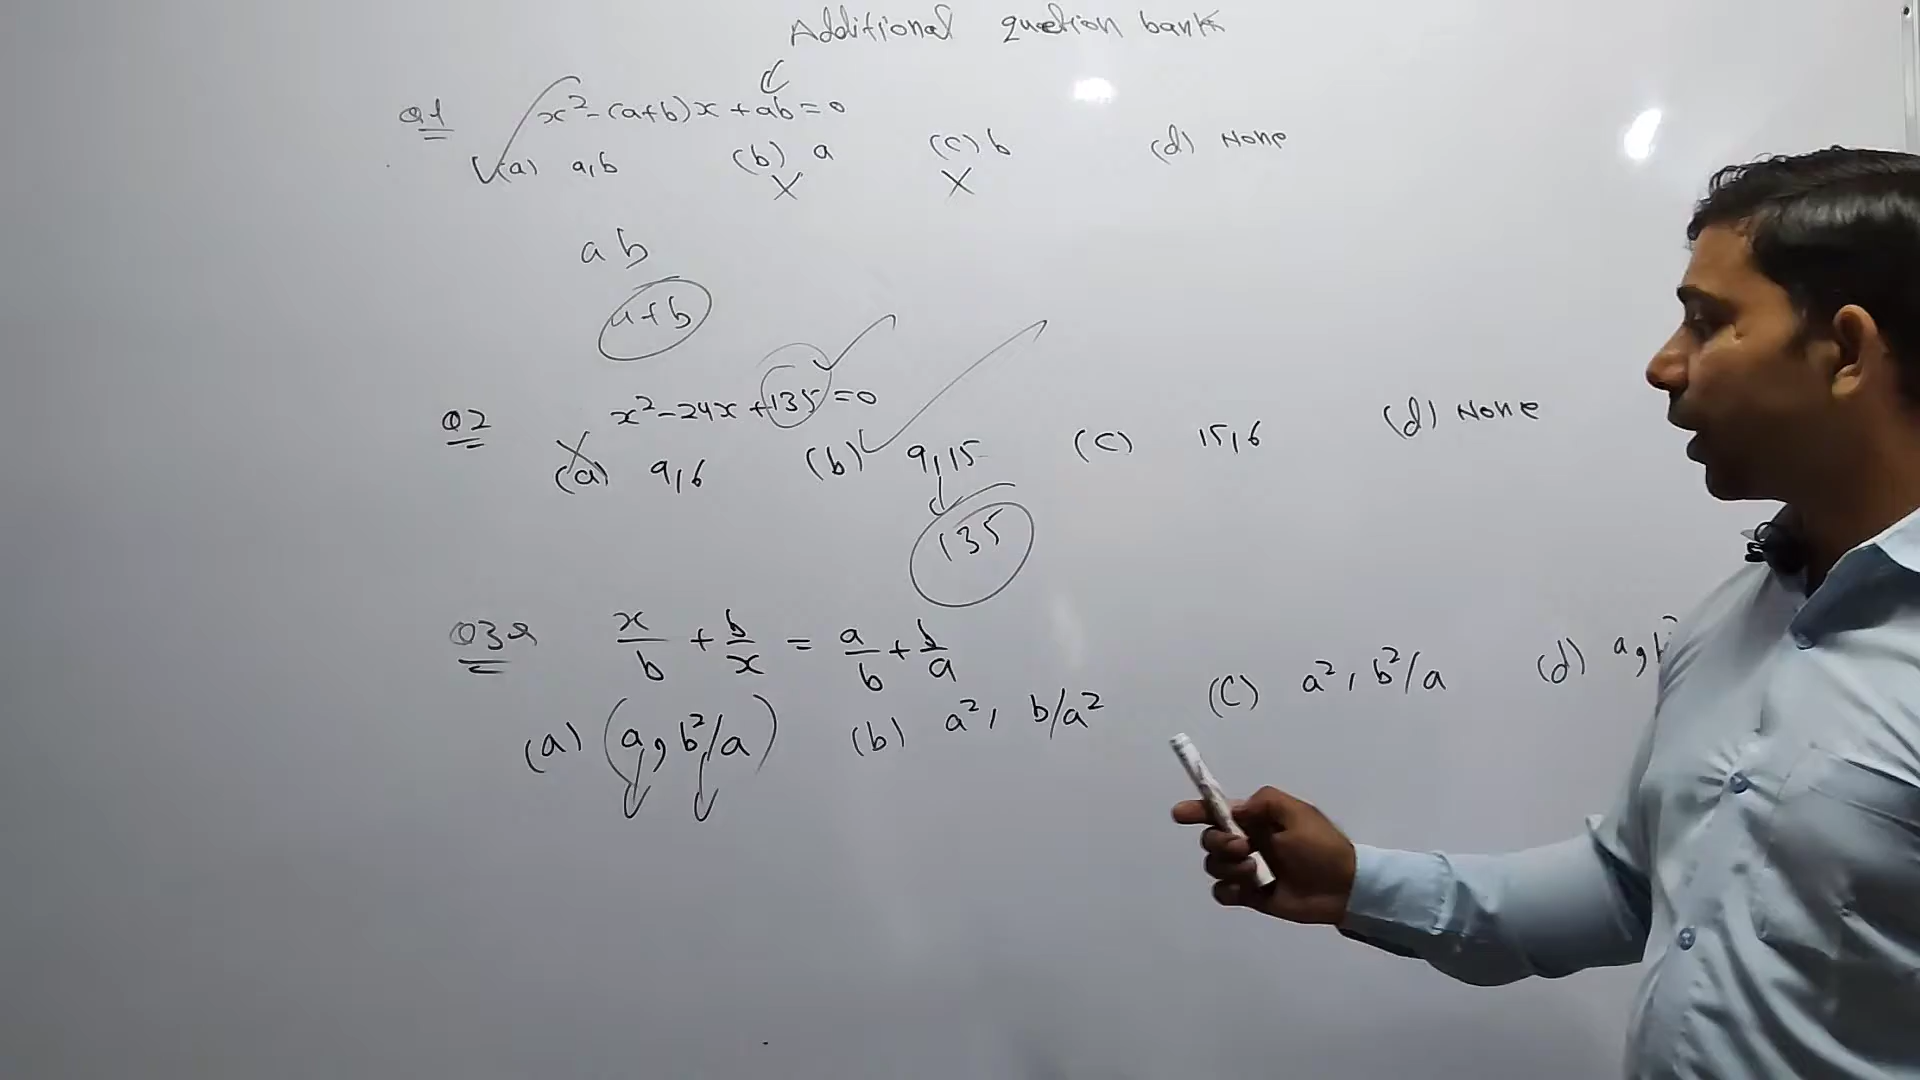 Additional question bank
Q1 x²-(a+b)x+ab=0
(a) a,b (b) a (c) b (d) None
ab
a+b
Q2 x²-24x+135=0
(a) 9,6 (b) 9,15 (c) 15,6 (d) None
135
Q3 x/b + b/x = a/b + b/a
(a) (a, b²/a) (b) a², b/a² (C) a², b²/a (d) a,